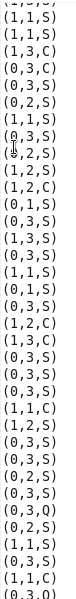 (1,1,S)
(1,1,S)
(1,3,C)
(0,3,C)
(0,3,S)
(0,2,S)
(1,1,S)
(0,3,S)
(0,2,S)
(1,2,S)
(1,2,C)
(0,1,S)
(0,3,S)
(1,3,S)
(0,3,S)
(1,1,S)
(0,1,S)
(0,3,S)
(1,2,C)
(1,3,C)
(0,3,S)
(0,3,S)
(0,3,S)
(1,1,C)
(1,2,S)
(0,3,S)
(0,3,S)
(0,2,S)
(0,3,S)
(0,3,Q)
(0,2,S)
(1,1,S)
(0,3,S)
(1,1,C)
(0,3,Q)